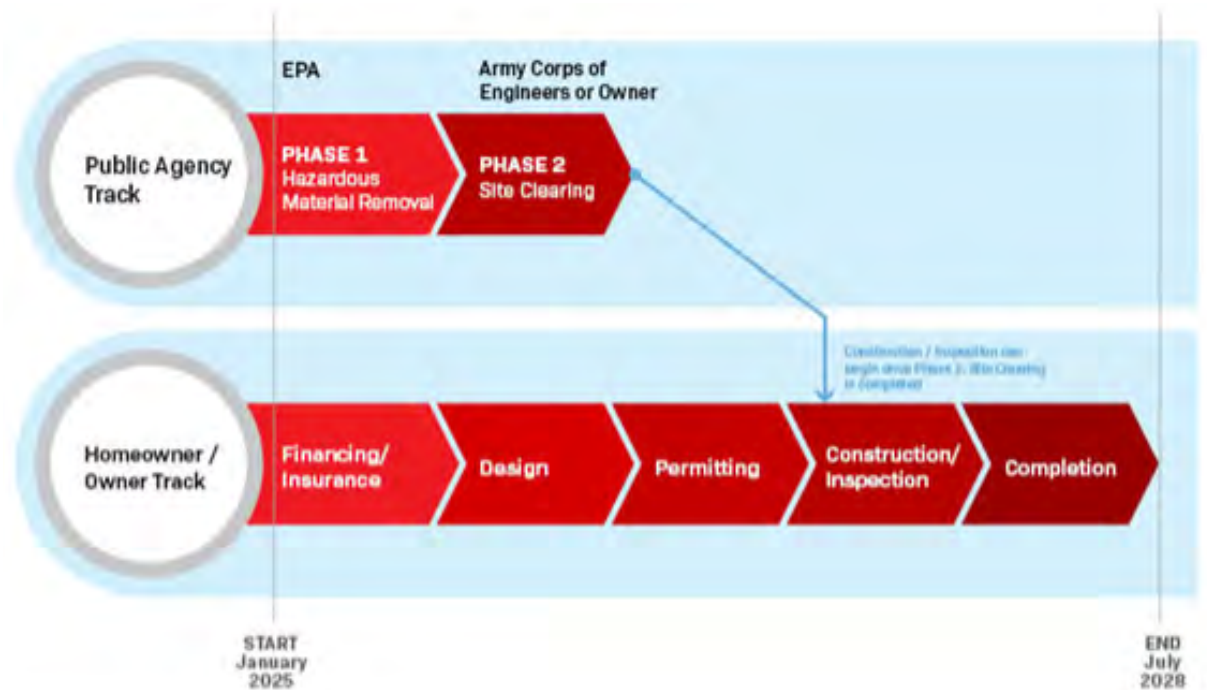 EPA
Army Corps of
Engineers or Owner
Public Agency
Track
PHASE 1
Hazardous
Material Removal
PHASE 2
Site Clearing
Construction / Inspection can
begin once Phase 2: Site Clearing
is completed
Homeowner /
Owner Track
Financing/
Insurance
Design
Permitting
Construction/
Inspection
Completion
START
January
2025
END
July
2028